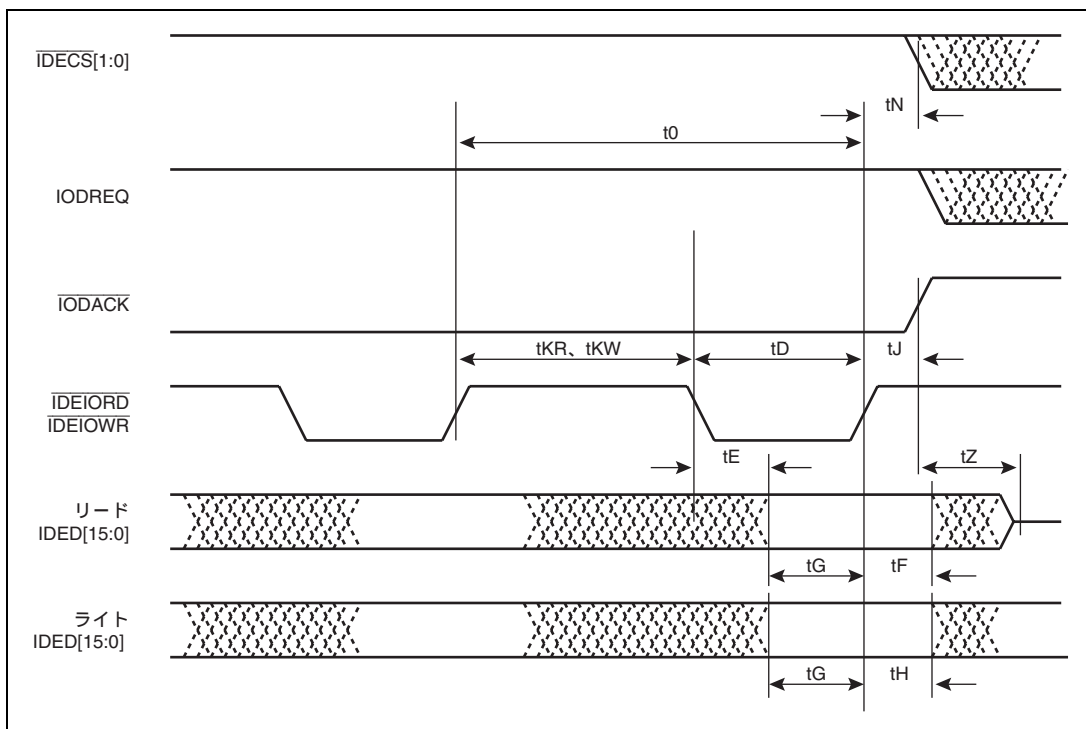 IDECS[1:0]
tN
t0
IODREQ
IODACK
tKR、tKW
tD
tJ
IDEIORD
IDEIOWR
tE
tZ
リード
IDED[15:0]
tG
tF
ライト
IDED[15:0]
tG
tH